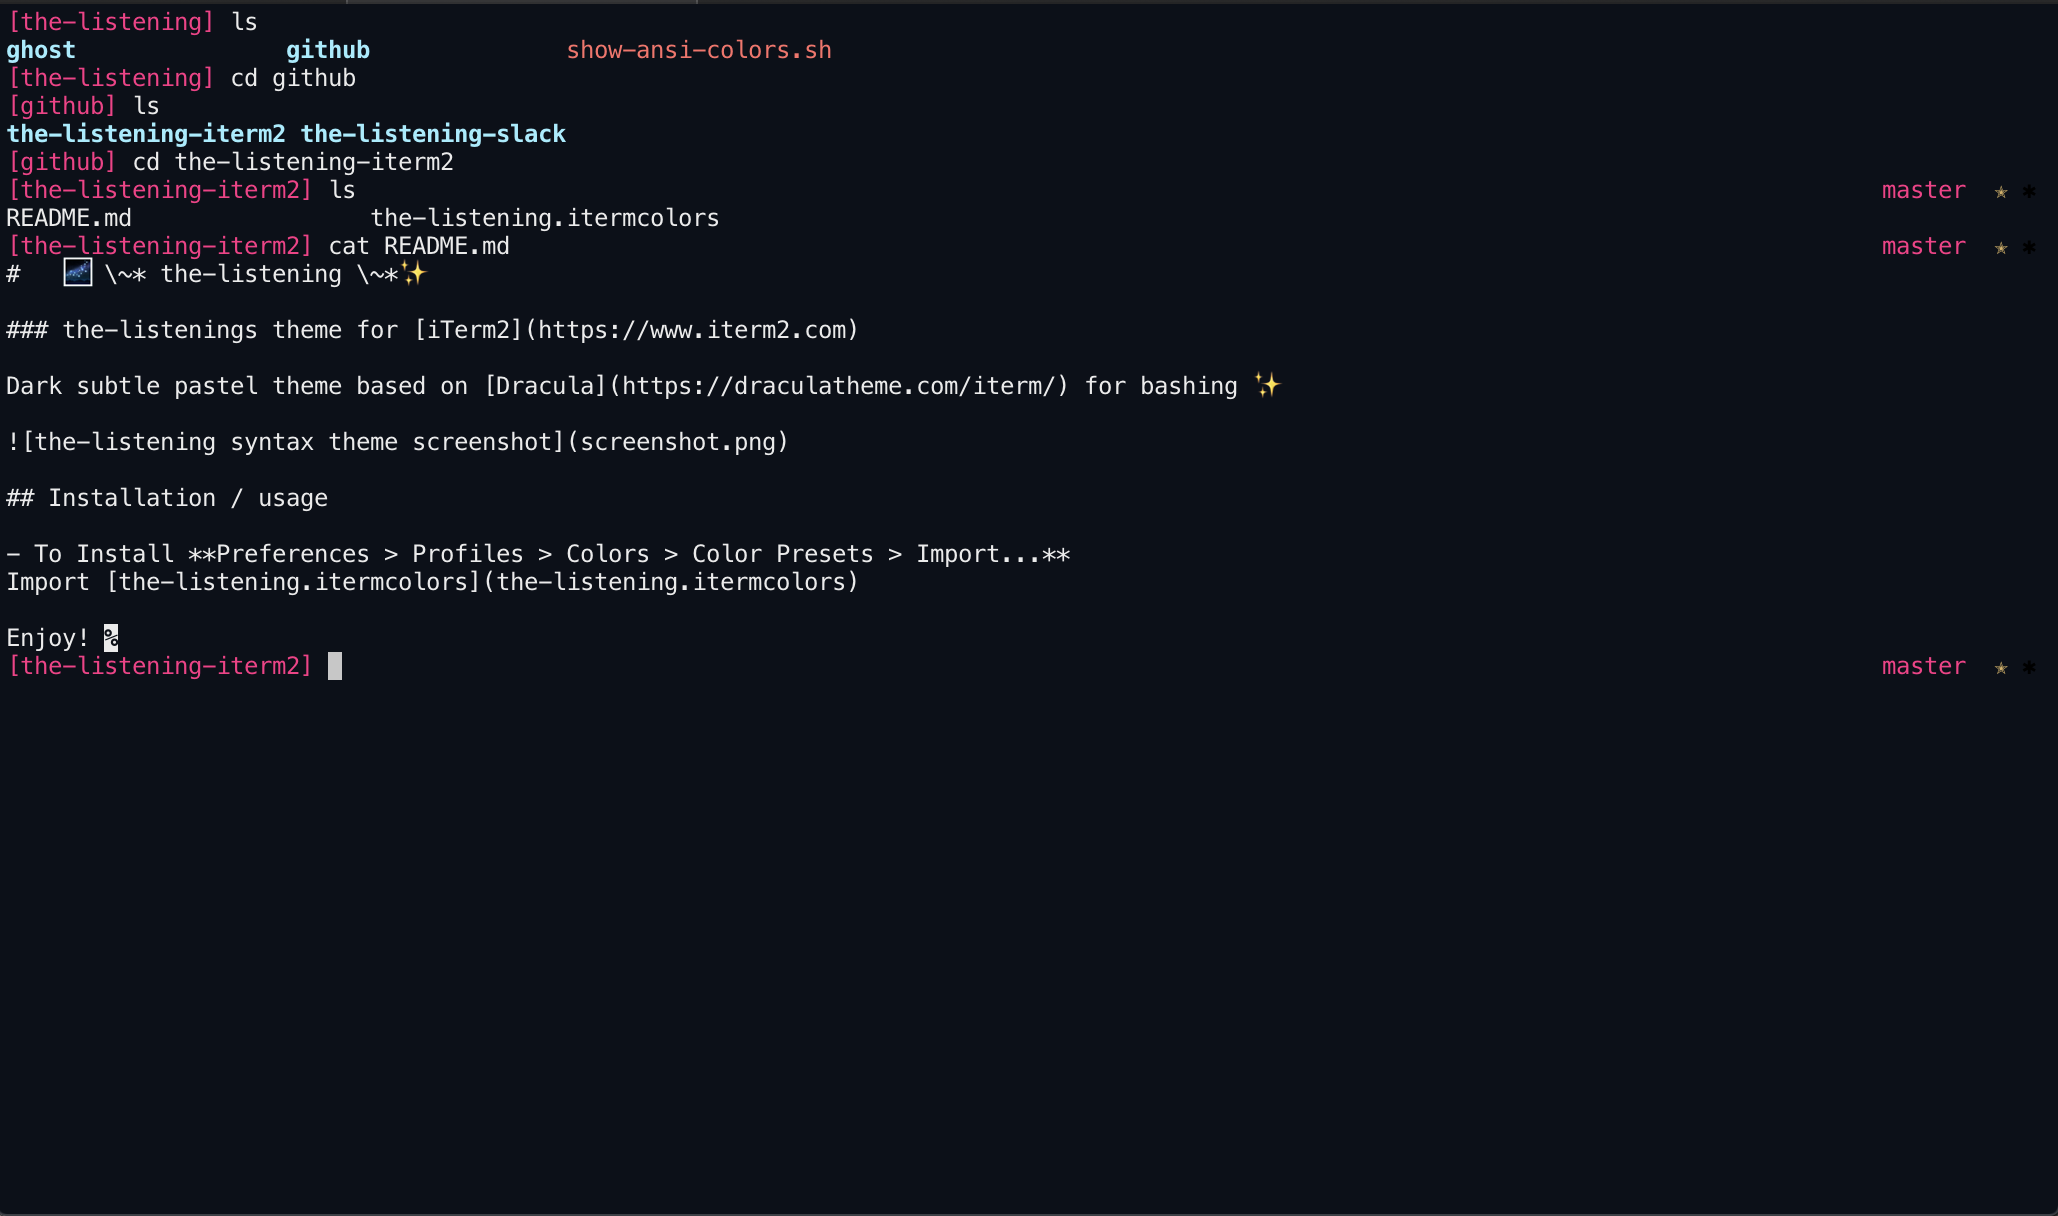 [the-listening] ls
ghost               github              show-ansi-colors.sh
[the-listening] cd github
[github] ls
the-listening-iterm2 the-listening-slack
[github] cd the-listening-iterm2
[the-listening-iterm2] ls master ✭ ✱
README.md                 the-listening.itermcolors
[the-listening-iterm2] cat README.md master ✭ ✱
#   🌌 \~* the-listening \~*✨
### the-listenings theme for [iTerm2](https://www.iterm2.com)
Dark subtle pastel theme based on [Dracula](https://draculatheme.com/iterm/) for bashing ✨
![the-listening syntax theme screenshot](screenshot.png)
## Installation / usage
- To Install **Preferences > Profiles > Colors > Color Presets > Import...**
Import [the-listening.itermcolors](the-listening.itermcolors)
Enjoy! %
[the-listening-iterm2] master ✭ ✱